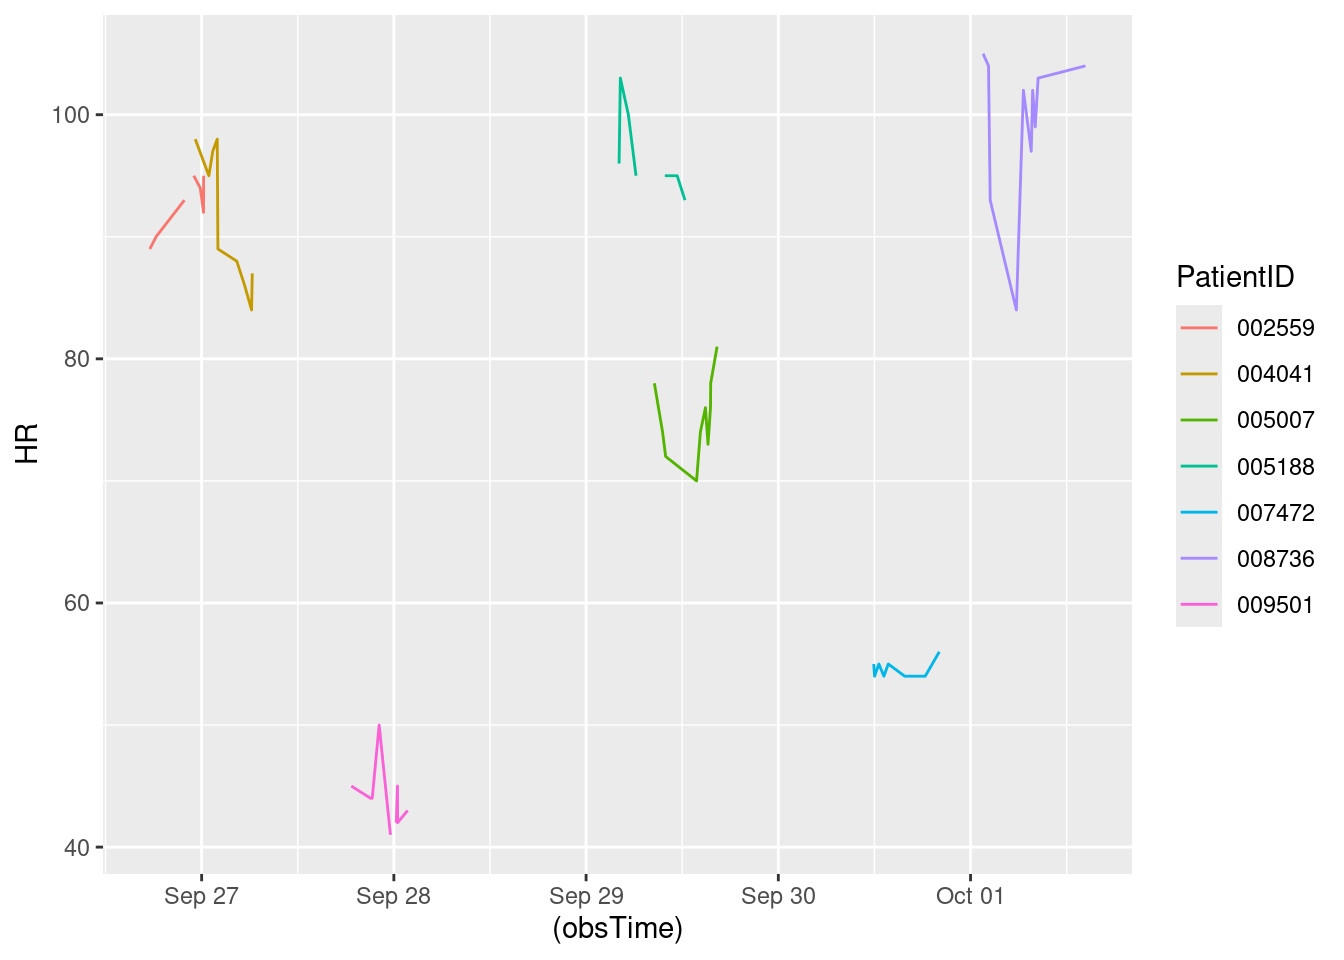 100
80
60
40
HR
Sep 27
Sep 28
Sep 29
Sep 30
Oct 01
(obsTime)
PatientID
002559
004041
005007
005188
007472
008736
009501